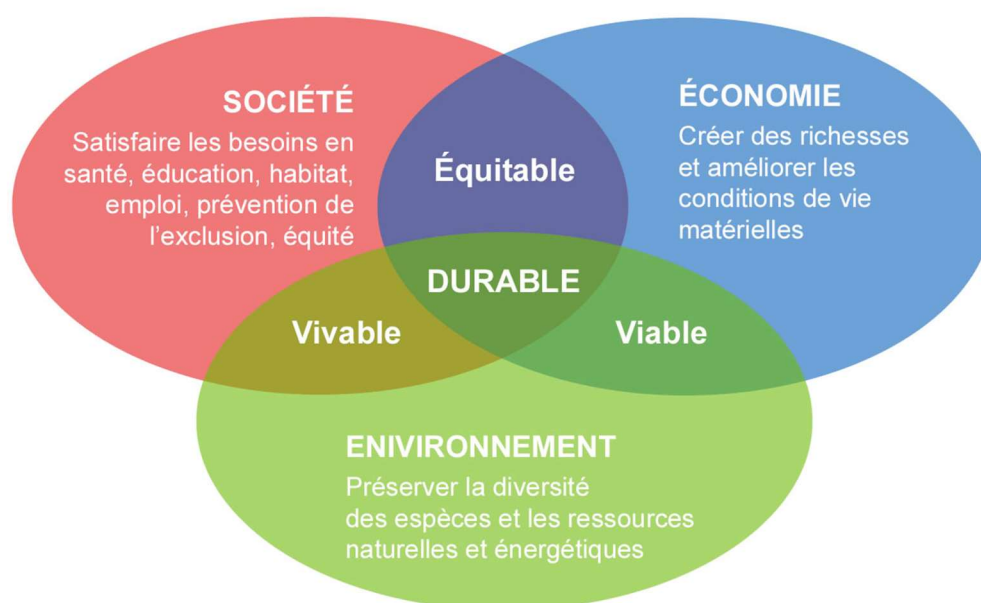 SOCIÉTÉ
Satisfaire les besoins en
santé, éducation, habitat,
emploi, prévention de
l'exclusion, équité
ÉCONOMIE
Créer des richesses
et améliorer les
conditions de vie
matérielles
Équitable
DURABLE
Vivable
Viable
ENIVIRONNEMENT
Préserver la diversité
des espèces et les ressources
naturelles et énergétiques